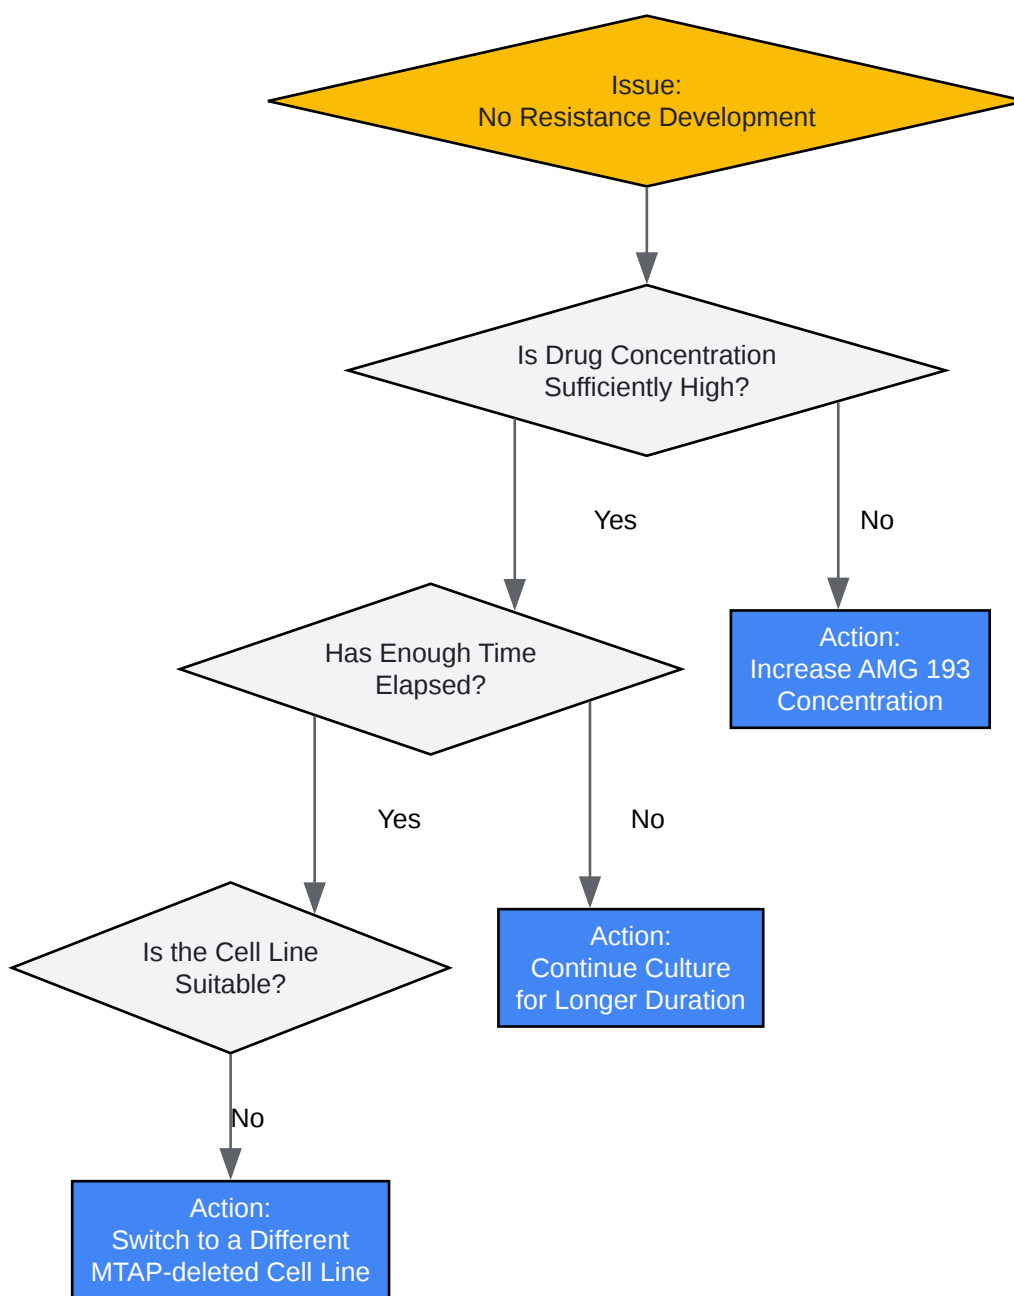 Issue:
No Resistance Development
Is Drug Concentration
Sufficiently High?
Yes
No
Has Enough Time
Elapsed?
Action:
Increase AMG 193
Concentration
Yes
No
Is the Cell Line
Suitable?
Action:
Continue Culture
for Longer Duration
No
Action:
Switch to a Different
MTAP-deleted Cell Line